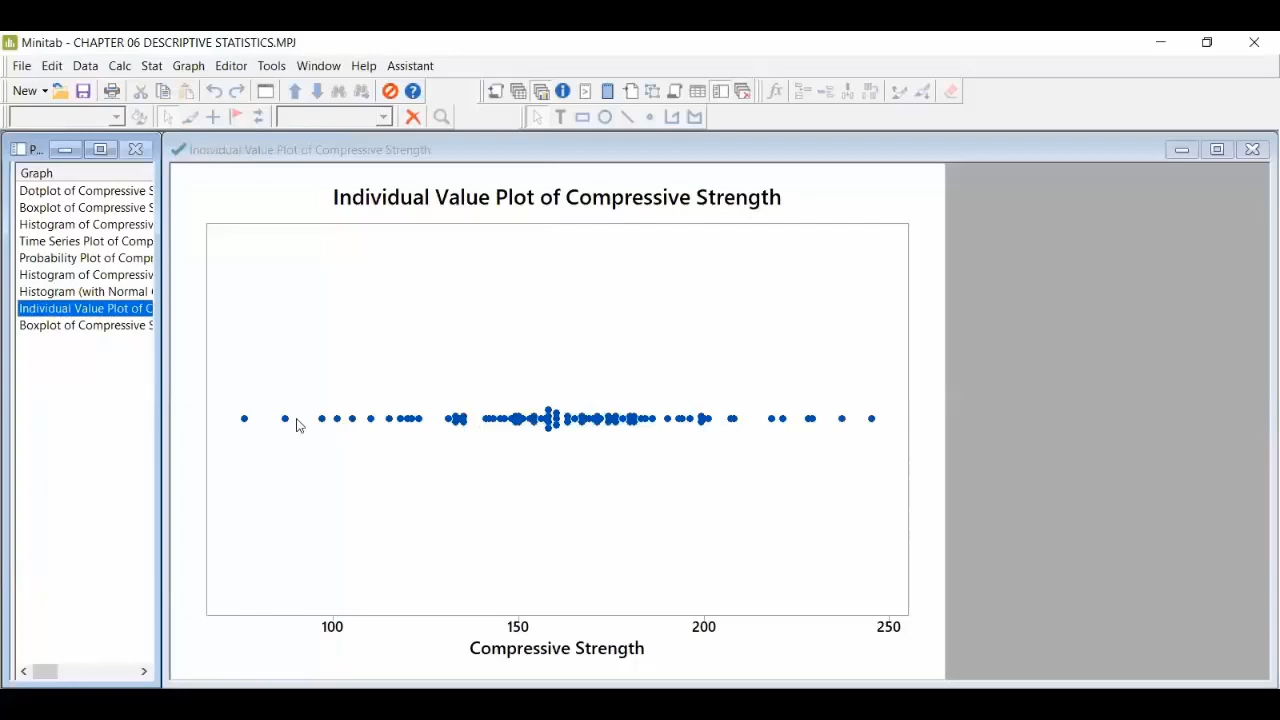 Minitab - CHAPTER 06 DESCRIPTIVE STATISTICS.MPJ
File Edit Data Calc Stat Graph Editor Tools Window Help Assistant
New
P...
Individual Value Plot of Compressive Strength
Graph
Dotplot of Compressive S
Boxplot of Compressive S
Histogram of Compressiv
Time Series Plot of Comp
Probability Plot of Compr
Histogram of Compressiv
Histogram (with Normal
Individual Value Plot of C
Boxplot of Compressive S
Individual Value Plot of Compressive Strength
100 150 200 250
Compressive Strength